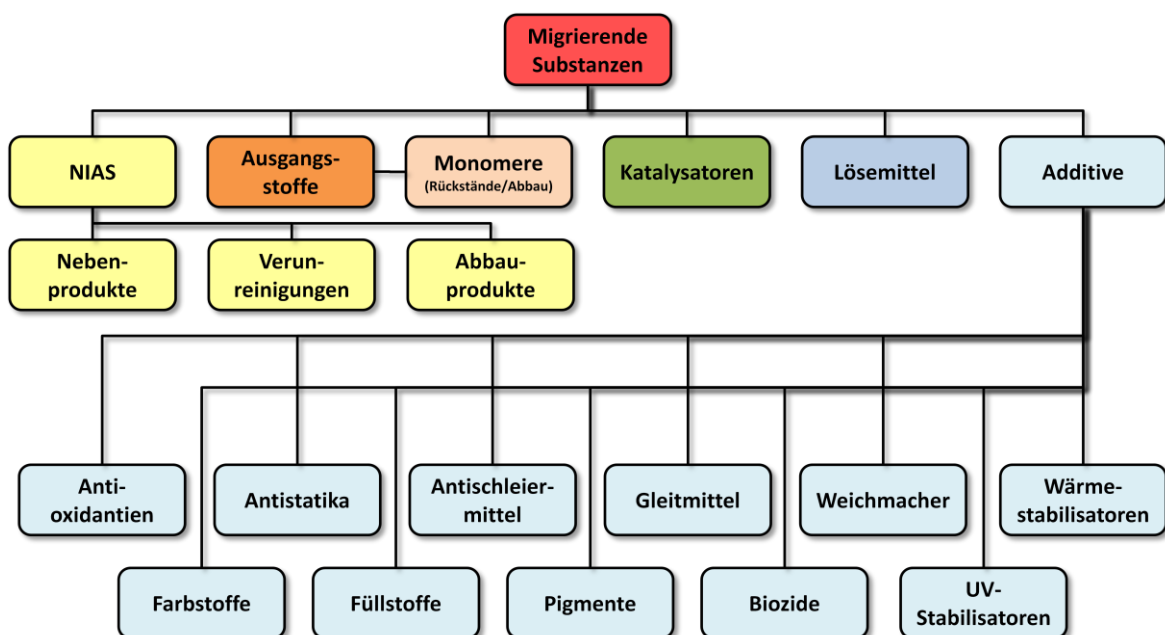 Migrierende
Substanzen
NIAS
Ausgangs-
stoffe
Monomere
(Rückstände/Abbau)
Katalysatoren
Lösemittel
Additive
Neben-
produkte
Verun-
reinigungen
Abbau-
produkte
Anti-
oxidantien
Antistatika
Antischleier-
mittel
Gleitmittel
Weichmacher
Wärme-
stabilisatoren
Farbstoffe
Füllstoffe
Pigmente
Biozide
UV-
Stabilisatoren